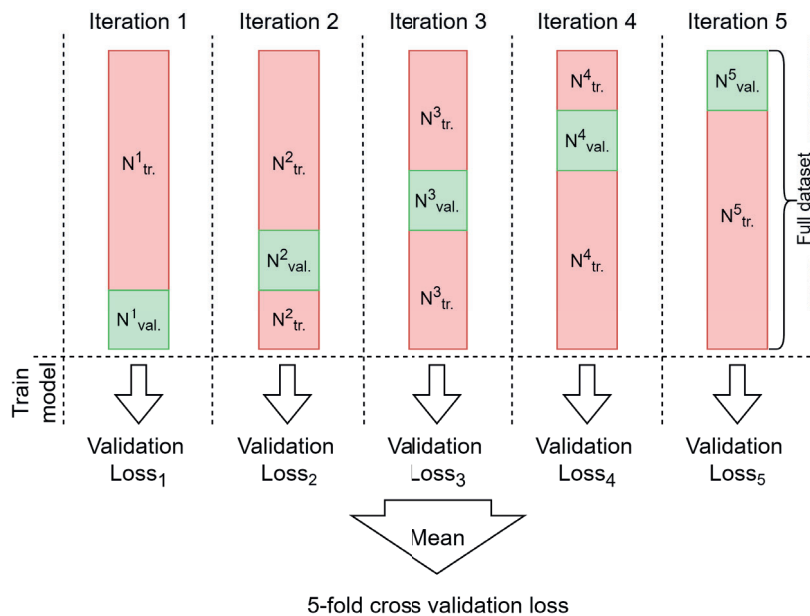 Iteration 1
Iteration 2
Iteration 3
Iteration 4
Iteration 5
N¹tr.
N¹val.
N²tr.
N²val.
N²tr.
N³tr.
N³val.
N³tr.
N⁴tr.
N⁴val.
N⁴tr.
N⁵val.
N⁵tr.
Full dataset
Train
model
Validation
Loss₁
Validation
Loss₂
Validation
Loss₃
Validation
Loss₄
Validation
Loss₅
Mean
5-fold cross validation loss